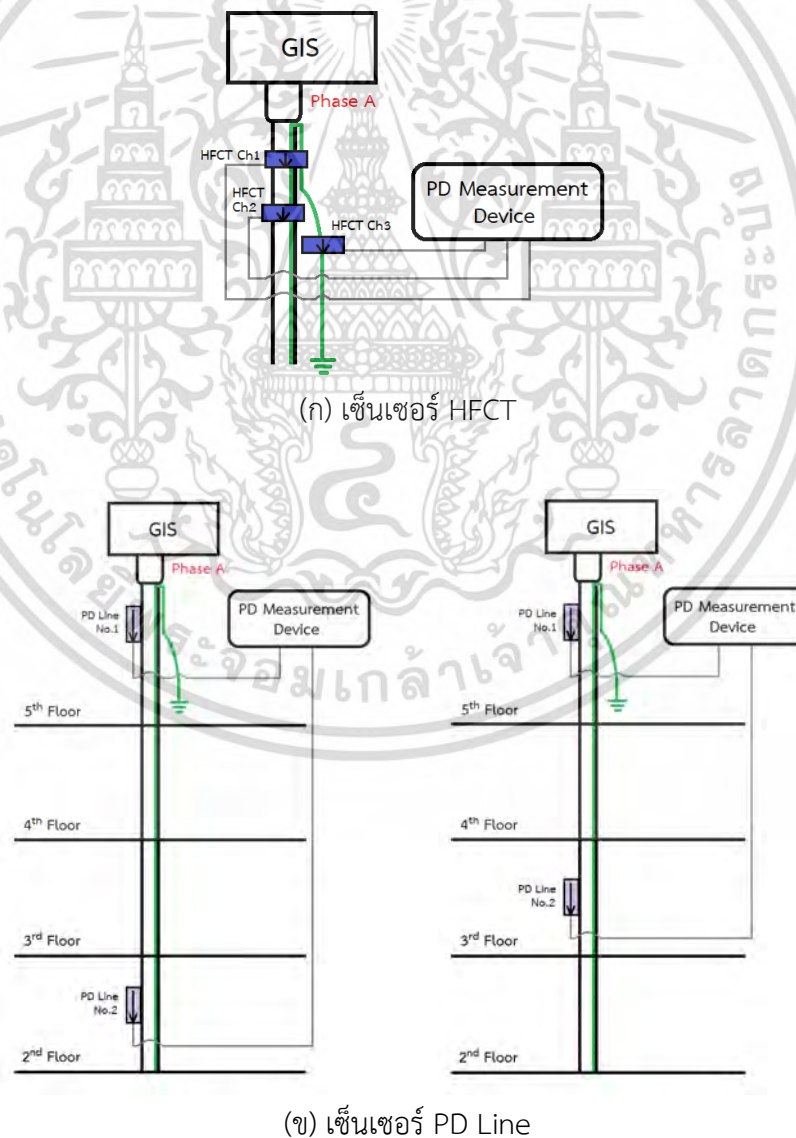 GIS
Phase A
HFCT Ch1
HFCT
Ch2
HFCT Ch3
PD Measurement
Device
(ก) เซ็นเซอร์ HFCT
GIS
Phase A
PD Line
No.1
PD Measurement
Device
5th Floor
4th Floor
3rd Floor
PD Line
No.2
2nd Floor
GIS
Phase A
PD Line
No.1
PD Measurement
Device
5th Floor
4th Floor
PD Line
No.2
3rd Floor
2nd Floor
(ข) เซ็นเซอร์ PD Line